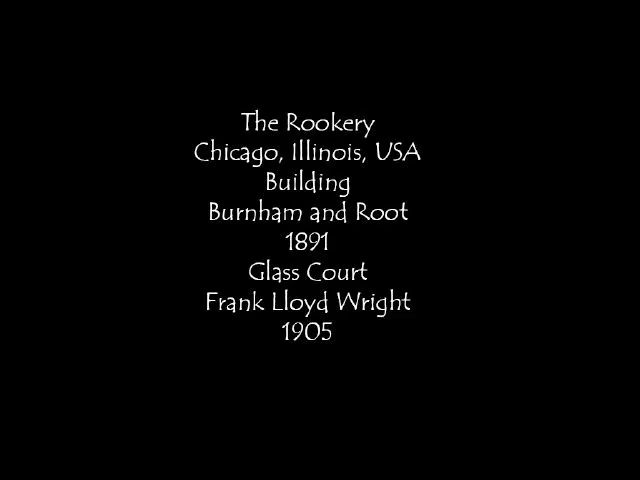 The Rookery
Chicago, Illinois, USA
Building
Burnham and Root
1891
Glass Court
Frank Lloyd Wright
1905